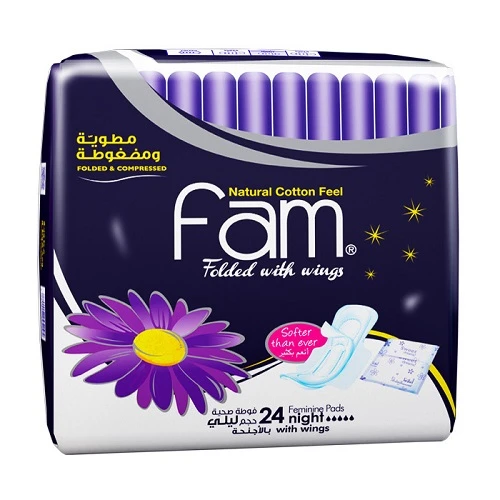 مطوية
ومضغوطة
FOLDED & COMPRESSED
Natural Cotton Feel
fam®
Folded with wings
Softer
than ever
أنعم بكثير
24
فوطة صحية
حجم ليلي
بالأجنحة
Feminine Pads
night
with wings